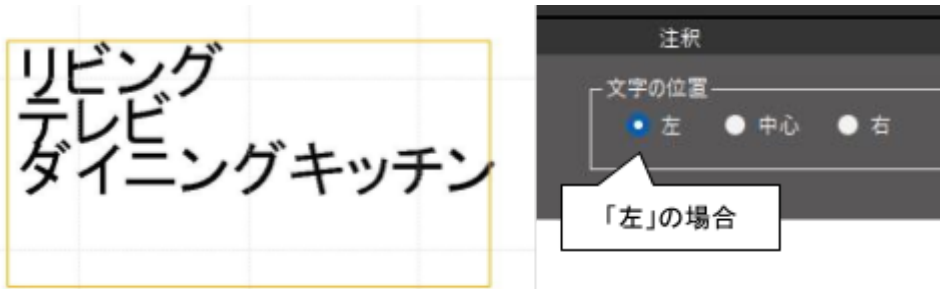 リビング
テレビ
ダイニングキッチン
注釈
文字の位置
左 中心 右
「左」の場合